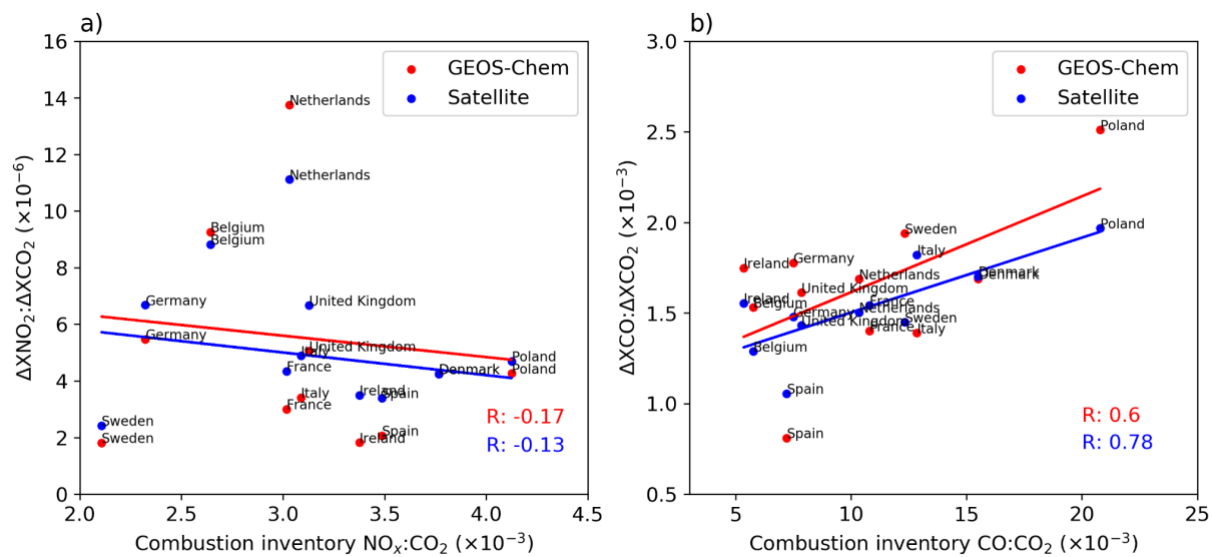 a)
GEOS-Chem
Satellite
Netherlands
Netherlands
Belgium
Belgium
Germany
United Kingdom
Germany
United Kingdom
Italy
France
Poland
Poland
Denmark
Ireland
Spain
Italy
France
Sweden
Sweden
Ireland
Spain
R: -0.17
R: -0.13
16
14
12
10
8
6
4
2
0
2.0 2.5 3.0 3.5 4.0 4.5
ΔXNO₂:ΔXCO₂ (×10⁻⁶)
Combustion inventory NOₓ:CO₂ (×10⁻³)
b)
GEOS-Chem
Satellite
Poland
Poland
Sweden
Italy
Ireland
Germany
Netherlands
Denmark
Denmark
United Kingdom
Ireland
Belgium
France
Netherlands
Germany
United Kingdom
Sweden
France
Italy
Belgium
Spain
Spain
R: 0.6
R: 0.78
3.0
2.5
2.0
1.5
1.0
0.5
5 10 15 20 25
ΔXCO:ΔXCO₂ (×10⁻³)
Combustion inventory CO:CO₂ (×10⁻³)